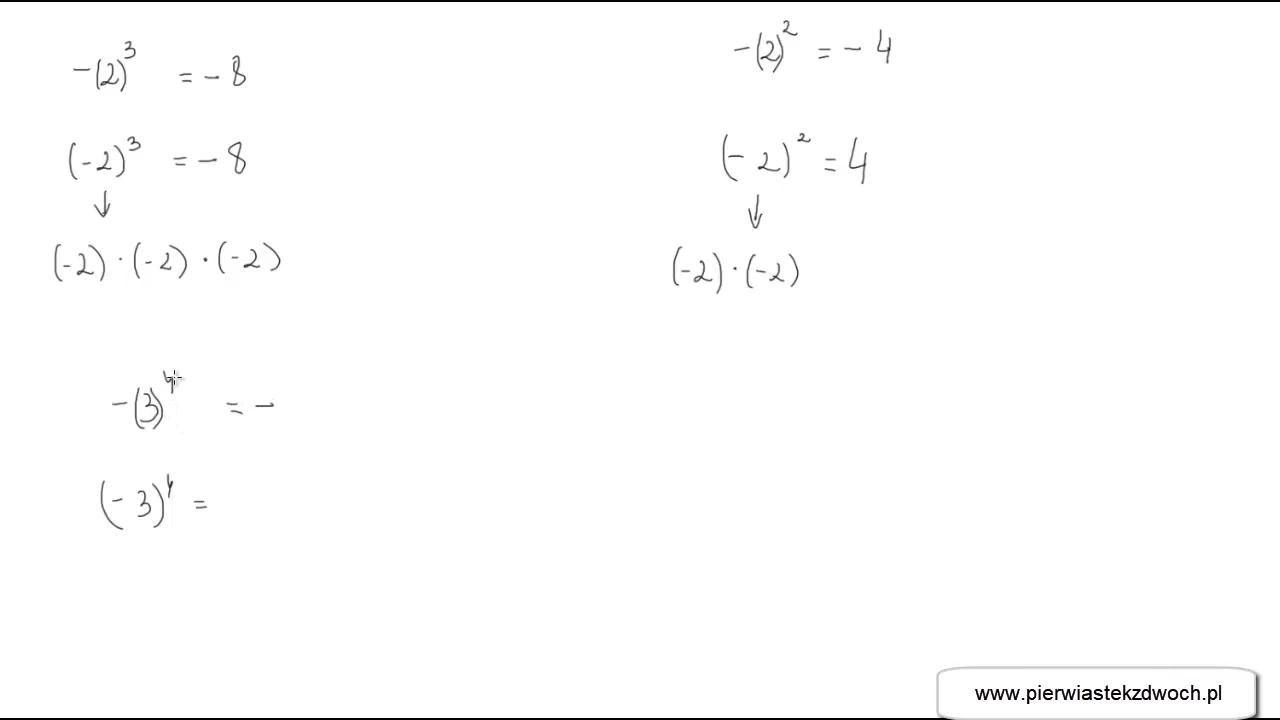 -(2)³ = - 8
(-2)³ = - 8
↓
(-2) · (-2) · (-2)
-(2)² = - 4
(- 2)² = 4
↓
(-2) · (-2)
-(3)⁴ = -
(- 3)⁴ =
www.pierwiastekzdwoch.pl